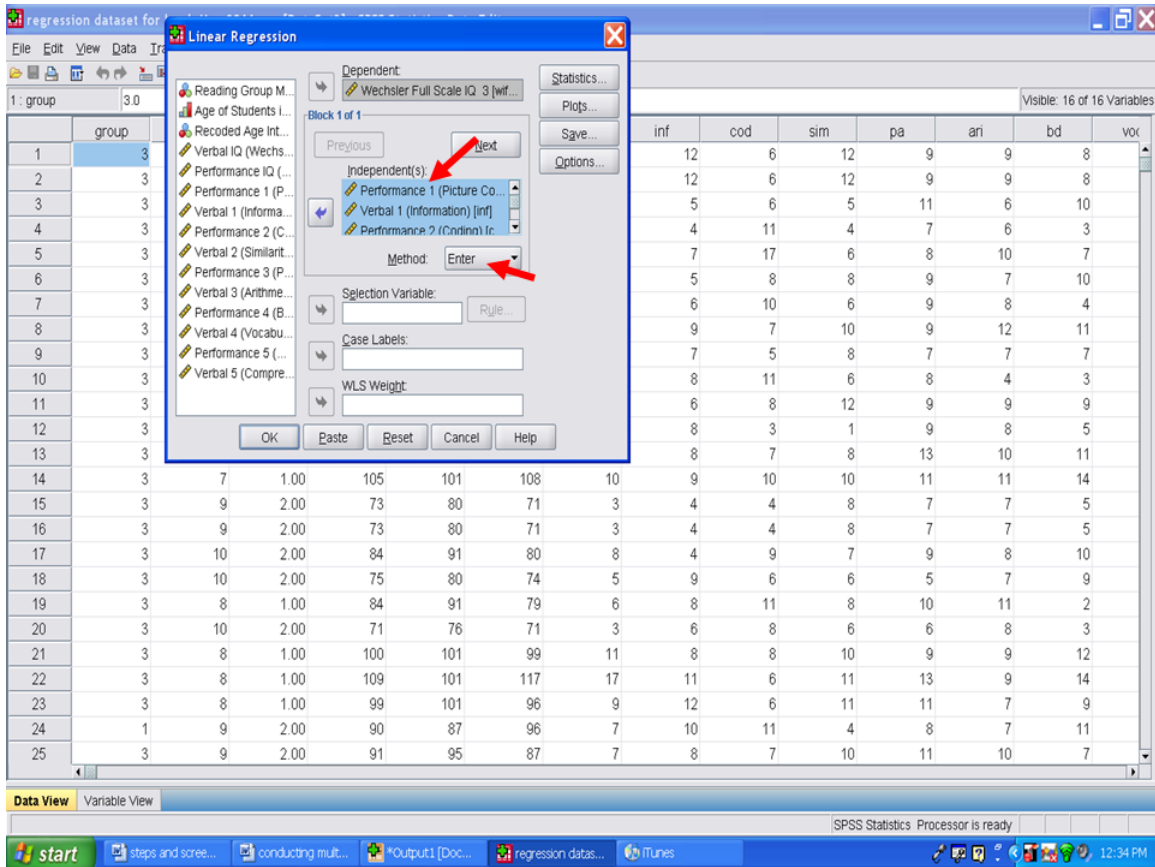 regression dataset for
Linear Regression
File Edit View Data
1 : group 3.0 Visible: 16 of 16 Variables
Reading Group M...
Age of Students i...
Recoded Age Int...
Verbal IQ (Wechs...
Performance IQ (...
Performance 1 (P...
Verbal 1 (Informa...
Performance 2 (C...
Verbal 2 (Similarit...
Performance 3 (P...
Verbal 3 (Arithme...
Performance 4 (B...
Verbal 4 (Vocabu...
Performance 5 (...
Verbal 5 (Compre...
Dependent:
Wechsler Full Scale IQ 3 [wif...
Block 1 of 1
Previous Next
Independent(s):
Performance 1 (Picture Co...
Verbal 1 (Information) [inf]
Performance 2 (Coding) [c
Method: Enter
Selection Variable:
Rule...
Case Labels:
WLS Weight:
Statistics...
Plots...
Save...
Options...
OK Paste Reset Cancel Help
group inf cod sim pa ari bd voc
1 3 12 6 12 9 9 8
2 3 12 6 12 9 9 8
3 3 5 6 5 11 6 10
4 3 4 11 4 7 6 3
5 3 7 17 6 8 10 7
6 3 5 8 8 9 7 10
7 3 6 10 6 9 8 4
8 3 9 7 10 9 12 11
9 3 7 5 8 7 7 7
10 3 8 11 6 8 4 3
11 3 6 8 12 9 9 9
12 3 8 3 1 9 8 5
13 3 8 7 8 13 10 11
14 3 7 1.00 105 101 108 10 9 10 10 11 11 14
15 3 9 2.00 73 80 71 3 4 4 8 7 7 5
16 3 9 2.00 73 80 71 3 4 4 8 7 7 5
17 3 10 2.00 84 91 80 8 4 9 7 9 8 10
18 3 10 2.00 75 80 74 5 9 6 6 5 7 9
19 3 8 1.00 84 91 79 6 8 11 8 10 11 2
20 3 10 2.00 71 76 71 3 6 8 6 6 8 3
21 3 8 1.00 100 101 99 11 8 8 10 9 9 12
22 3 8 1.00 109 101 117 17 11 6 11 13 9 14
23 3 8 1.00 99 101 96 9 12 6 11 11 7 9
24 1 9 2.00 90 87 96 7 10 11 4 8 7 11
25 3 9 2.00 91 95 87 7 8 7 10 11 10 7
Data View Variable View
SPSS Statistics Processor is ready
start steps and scree... conducting mult... *Output1 [Doc... regression datas... iTunes 12:34 PM